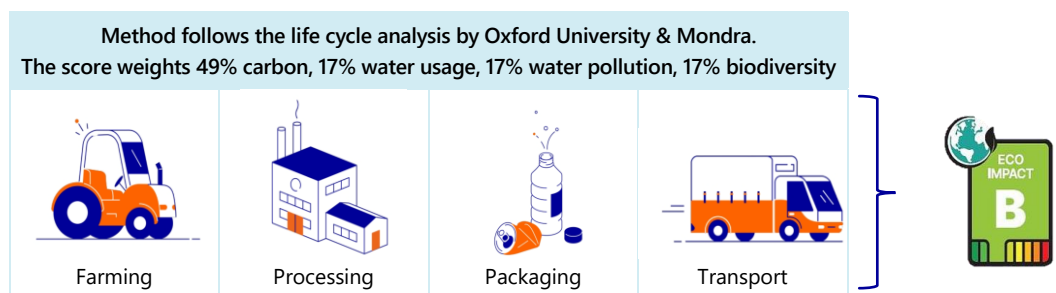 Method follows the life cycle analysis by Oxford University & Mondra.
The score weights 49% carbon, 17% water usage, 17% water pollution, 17% biodiversity
Farming
Processing
Packaging
Transport
ECO
IMPACT
B